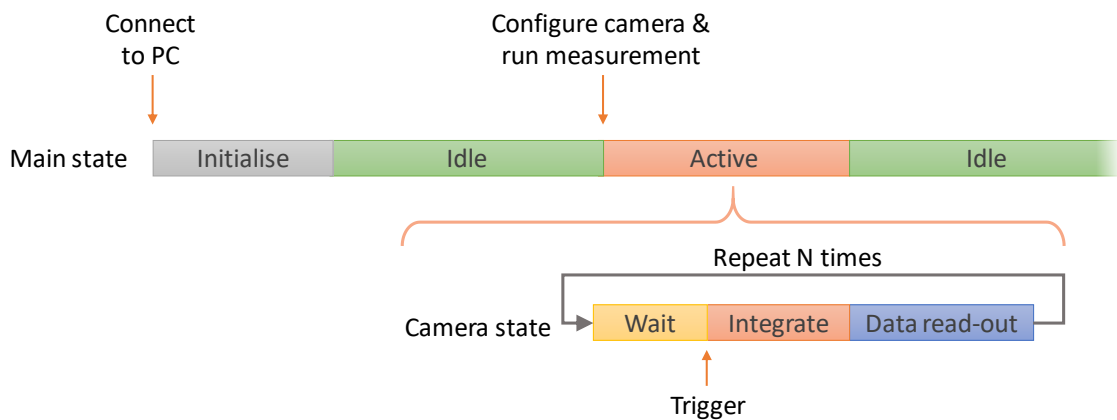 Connect
to PC
Configure camera &
run measurement
Main state
Initialise
Idle
Active
Idle
Repeat N times
Camera state
Wait
Integrate
Data read-out
Trigger